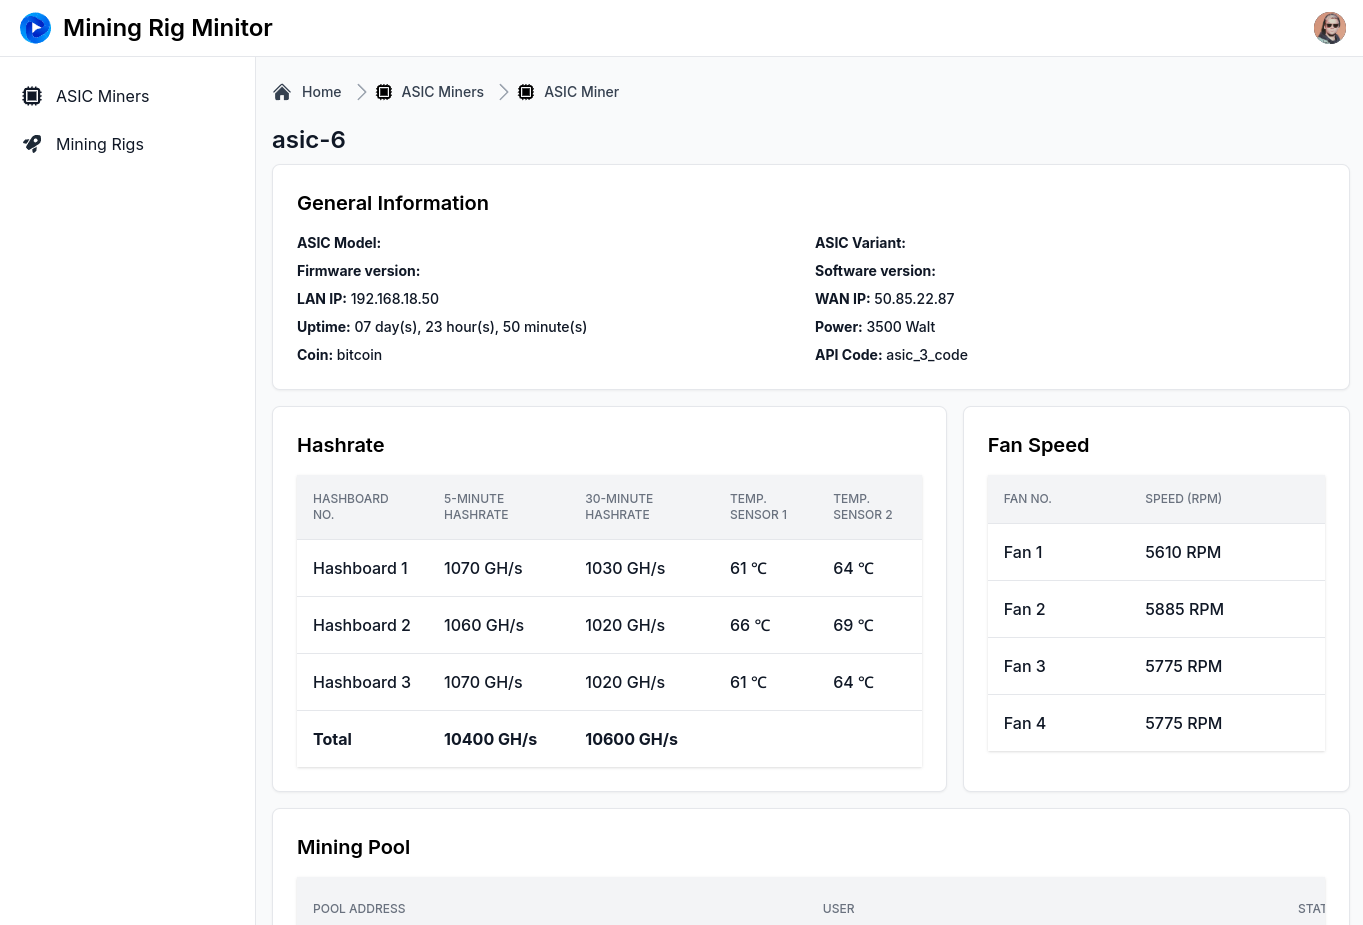 Mining Rig Minitor
ASIC Miners
Mining Rigs
Home
ASIC Miners
ASIC Miner
asic-6
General Information
ASIC Model:
ASIC Variant:
Firmware version:
Software version:
LAN IP: 192.168.18.50
WAN IP: 50.85.22.87
Uptime: 07 day(s), 23 hour(s), 50 minute(s)
Power: 3500 Walt
Coin: bitcoin
API Code: asic_3_code
Hashrate
HASHBOARD NO. 5-MINUTE HASHRATE 30-MINUTE HASHRATE TEMP. SENSOR 1 TEMP. SENSOR 2
Hashboard 1 1070 GH/s 1030 GH/s 61 ℃ 64 ℃
Hashboard 2 1060 GH/s 1020 GH/s 66 ℃ 69 ℃
Hashboard 3 1070 GH/s 1020 GH/s 61 ℃ 64 ℃
Total 10400 GH/s 10600 GH/s
Fan Speed
FAN NO. SPEED (RPM)
Fan 1 5610 RPM
Fan 2 5885 RPM
Fan 3 5775 RPM
Fan 4 5775 RPM
Mining Pool
POOL ADDRESS USER STAT